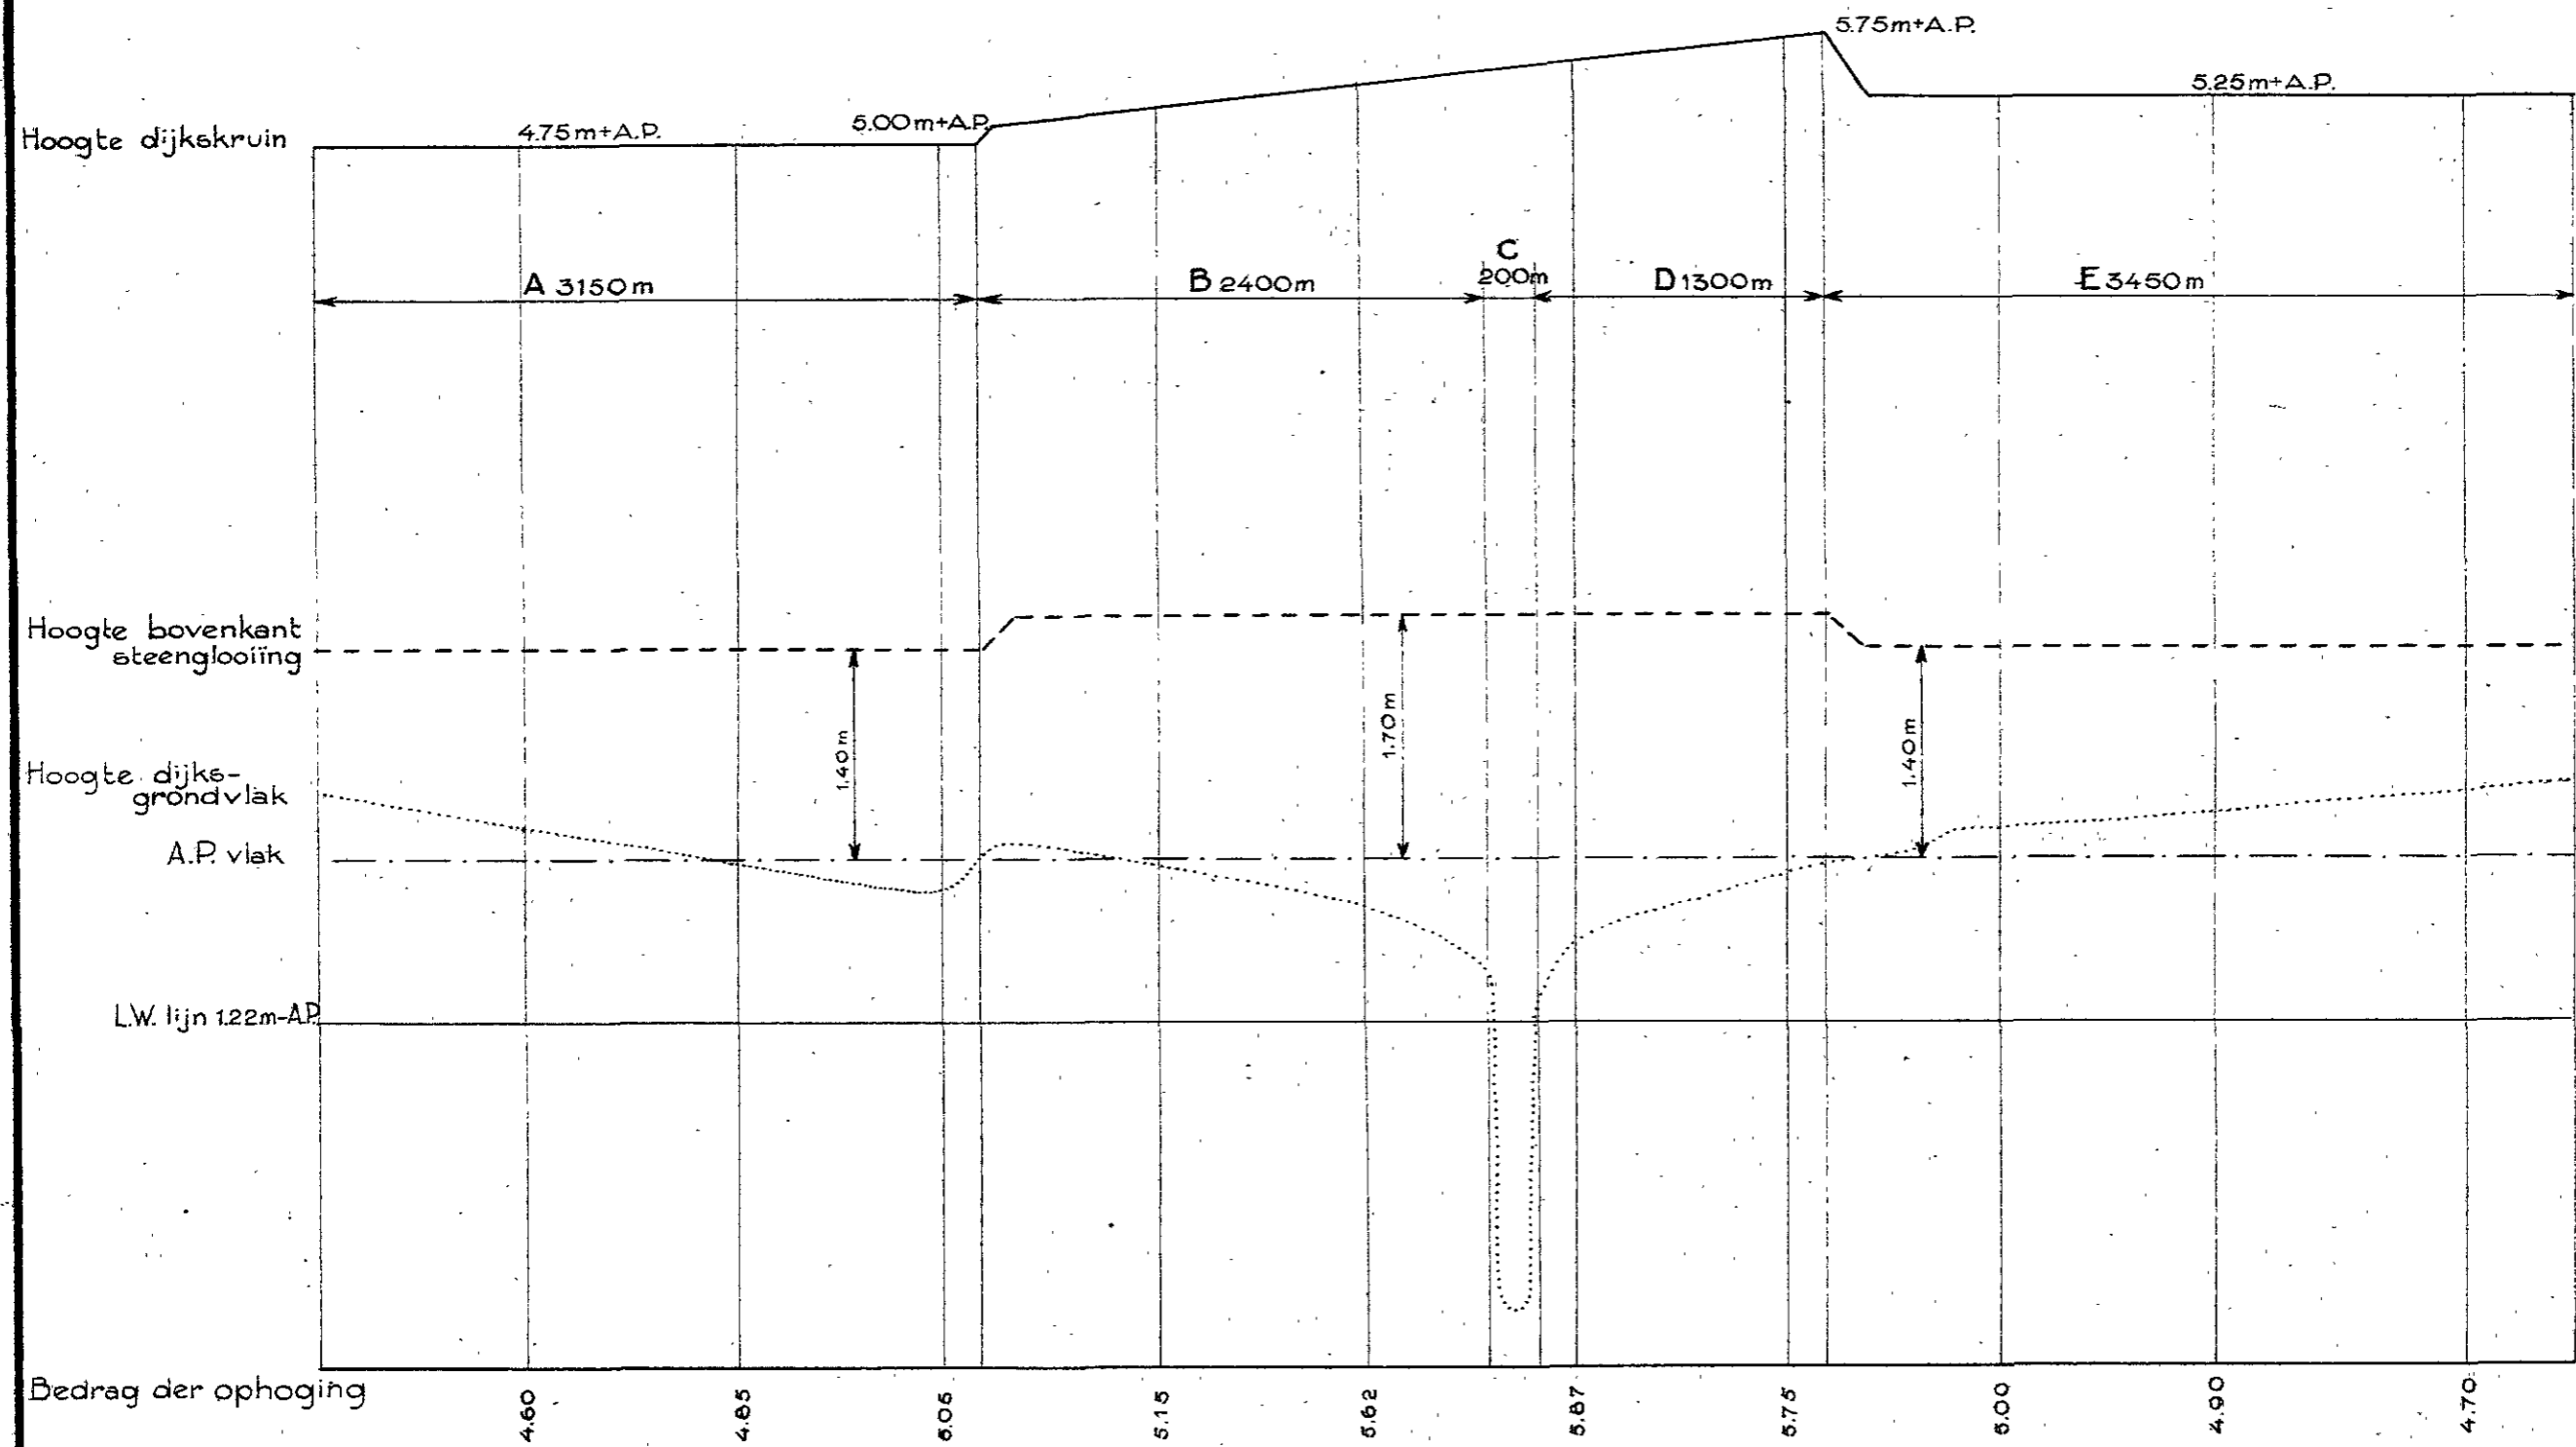 5.75m+A.P.
5.25m+A.P.
5.00m+A.P.
4.75m+A.P.
Hoogte dijkskruin
C
A 3150m
B 2400m
200m
D 1300m
E 3450m
Hoogte bovenkant
steenglooiïng
1.40m
1.70m
1.40m
Hoogte dijks-
grondvlak
A.P. vlak
L.W. lijn 1.22m-A.P.
Bedrag der ophoging
4.60
4.85
5.15
5.62
5.87
5.75
5.00
4.90
4.70